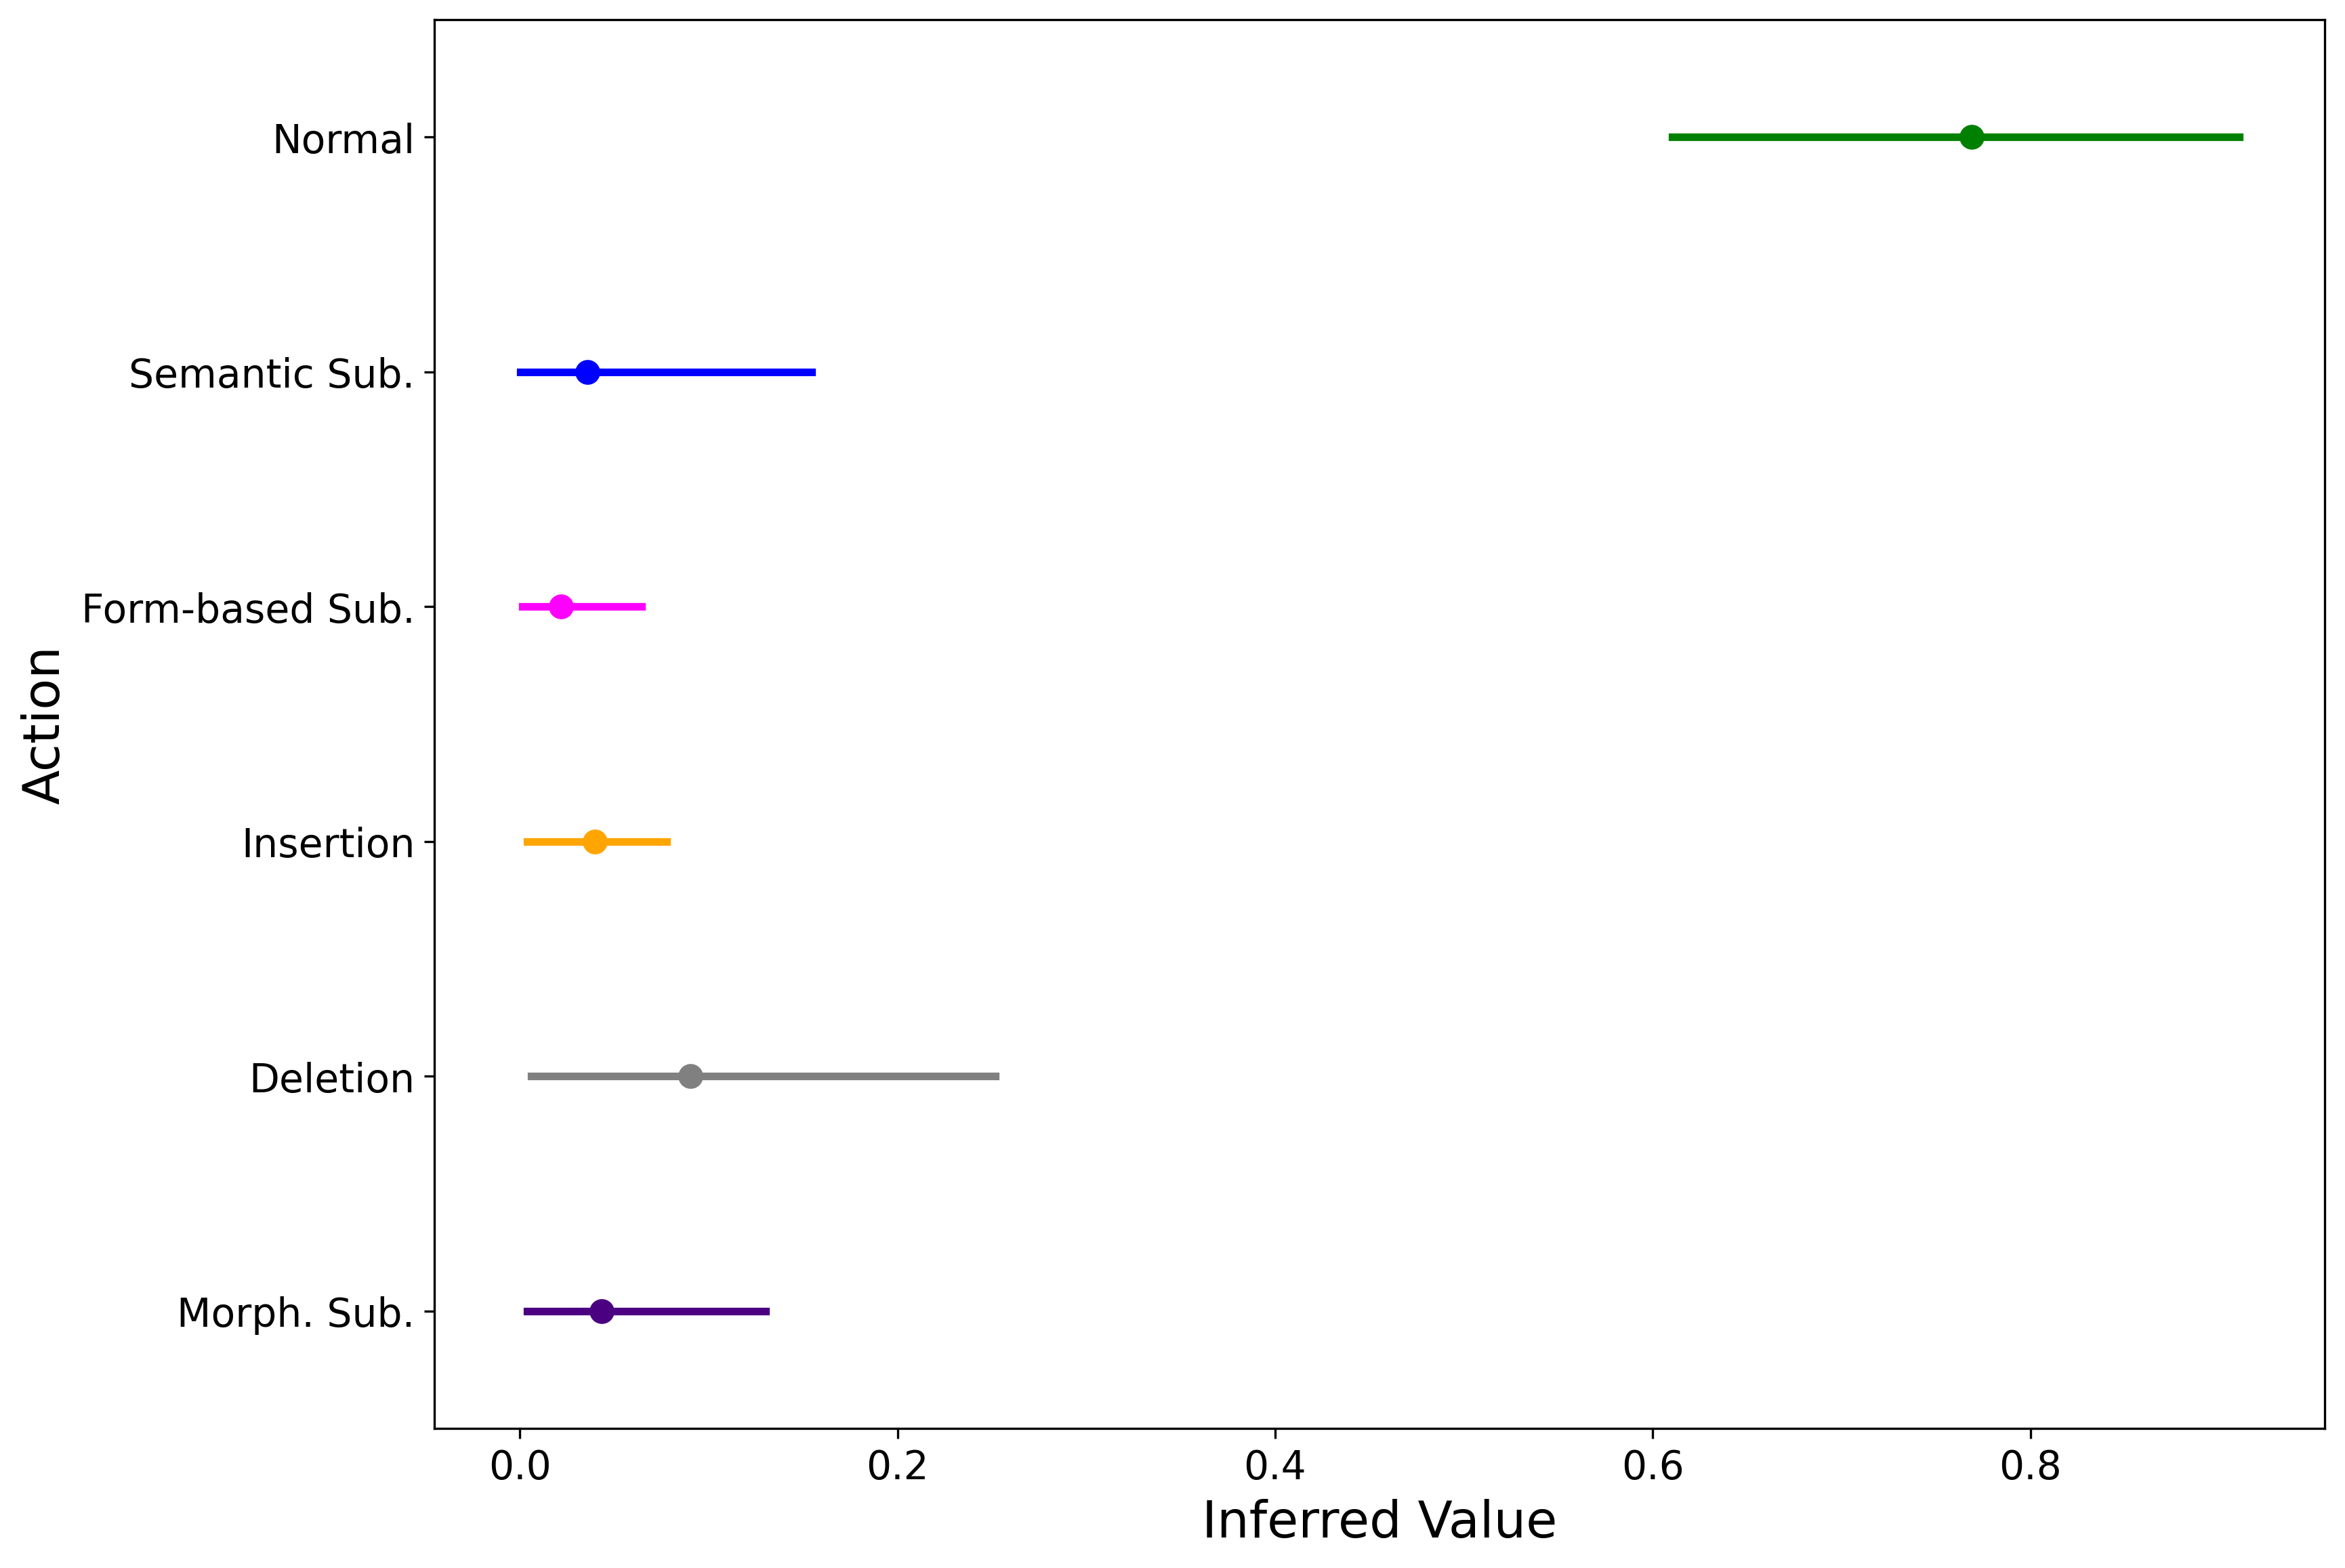 Normal
Semantic Sub.
Form-based Sub.
Insertion
Deletion
Morph. Sub.
Action
0.0 0.2 0.4 0.6 0.8
Inferred Value